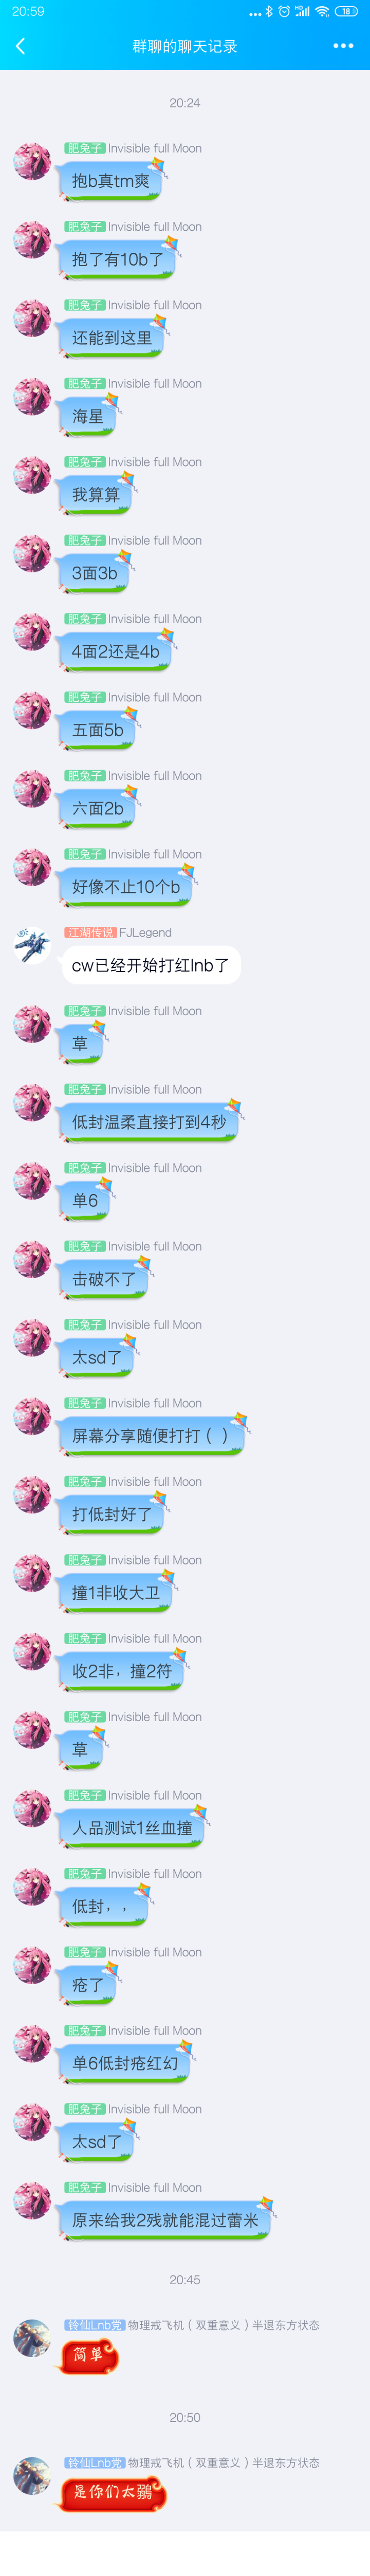 20:59
HD
18
群聊的聊天记录
20:24
肥兔子 Invisible full Moon
抱b真tm爽
肥兔子 Invisible full Moon
抱了有10b了
肥兔子 Invisible full Moon
还能到这里
肥兔子 Invisible full Moon
海星
肥兔子 Invisible full Moon
我算算
肥兔子 Invisible full Moon
3面3b
肥兔子 Invisible full Moon
4面2还是4b
肥兔子 Invisible full Moon
五面5b
肥兔子 Invisible full Moon
六面2b
肥兔子 Invisible full Moon
好像不止10个b
江湖传说 FJLegend
cw已经开始打红lnb了
肥兔子 Invisible full Moon
草
肥兔子 Invisible full Moon
低封温柔直接打到4秒
肥兔子 Invisible full Moon
单6
肥兔子 Invisible full Moon
击破不了
肥兔子 Invisible full Moon
太sd了
肥兔子 Invisible full Moon
屏幕分享随便打打（ ）
肥兔子 Invisible full Moon
打低封好了
肥兔子 Invisible full Moon
撞1非收大卫
肥兔子 Invisible full Moon
收2非，撞2符
肥兔子 Invisible full Moon
草
肥兔子 Invisible full Moon
人品测试1丝血撞
肥兔子 Invisible full Moon
低封，，
肥兔子 Invisible full Moon
疮了
肥兔子 Invisible full Moon
单6低封疮红幻
肥兔子 Invisible full Moon
太sd了
肥兔子 Invisible full Moon
原来给我2残就能混过蕾米
20:45
铃仙Lnb党 物理戒飞机（双重意义）半退东方状态
简单
20:50
铃仙Lnb党 物理戒飞机（双重意义）半退东方状态
是你们太弱